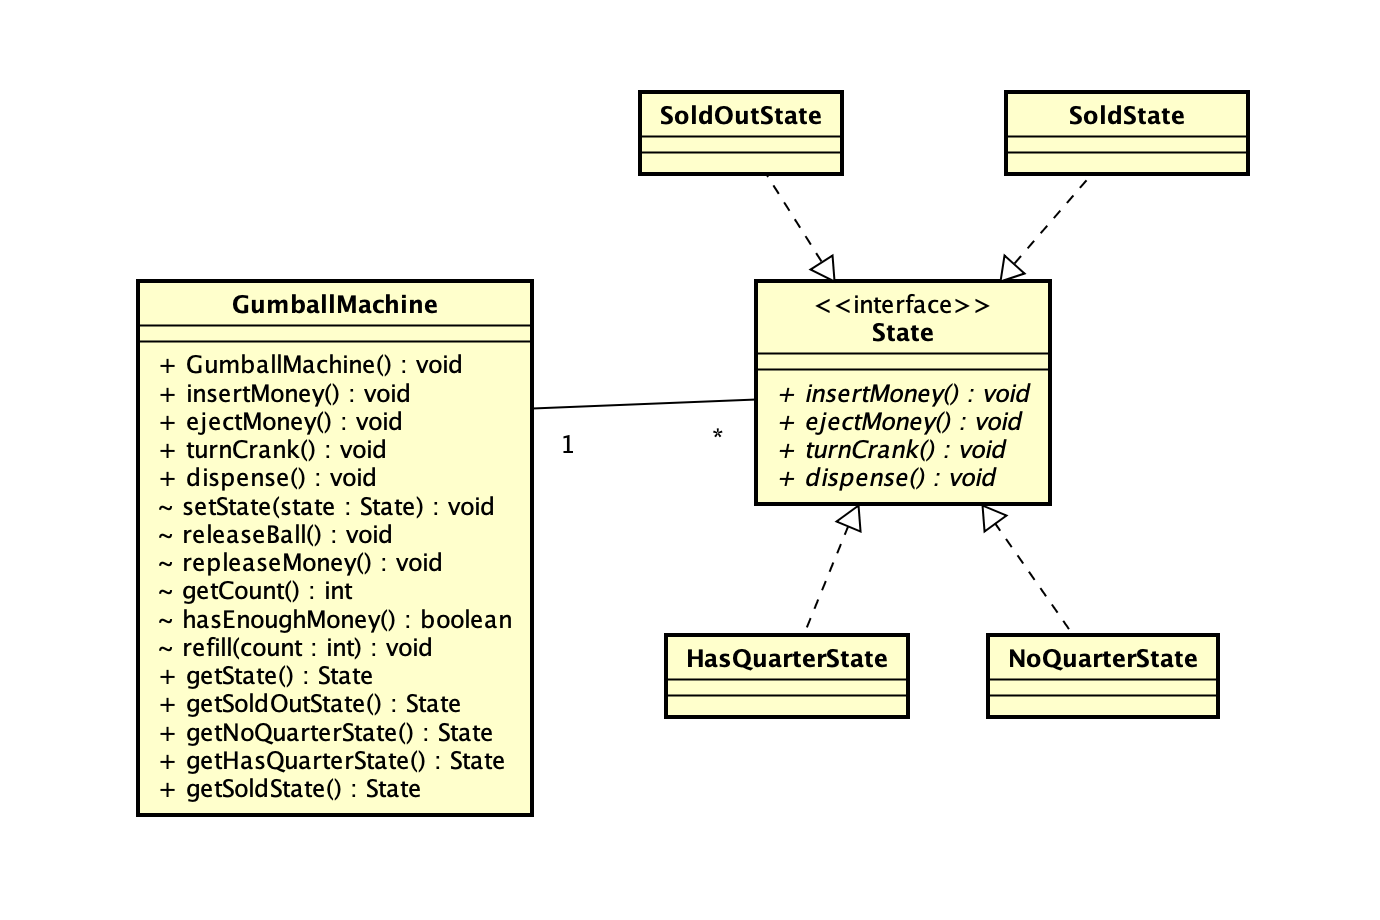 SoldOutState
SoldState
GumballMachine
+ GumballMachine() : void
+ insertMoney() : void
+ ejectMoney() : void
+ turnCrank() : void
+ dispense() : void
~ setState(state : State) : void
~ releaseBall() : void
~ repleaseMoney() : void
~ getCount() : int
~ hasEnoughMoney() : boolean
~ refill(count : int) : void
+ getState() : State
+ getSoldOutState() : State
+ getNoQuarterState() : State
+ getHasQuarterState() : State
+ getSoldState() : State
1
*
<<interface>>
State
+ insertMoney() : void
+ ejectMoney() : void
+ turnCrank() : void
+ dispense() : void
HasQuarterState
NoQuarterState